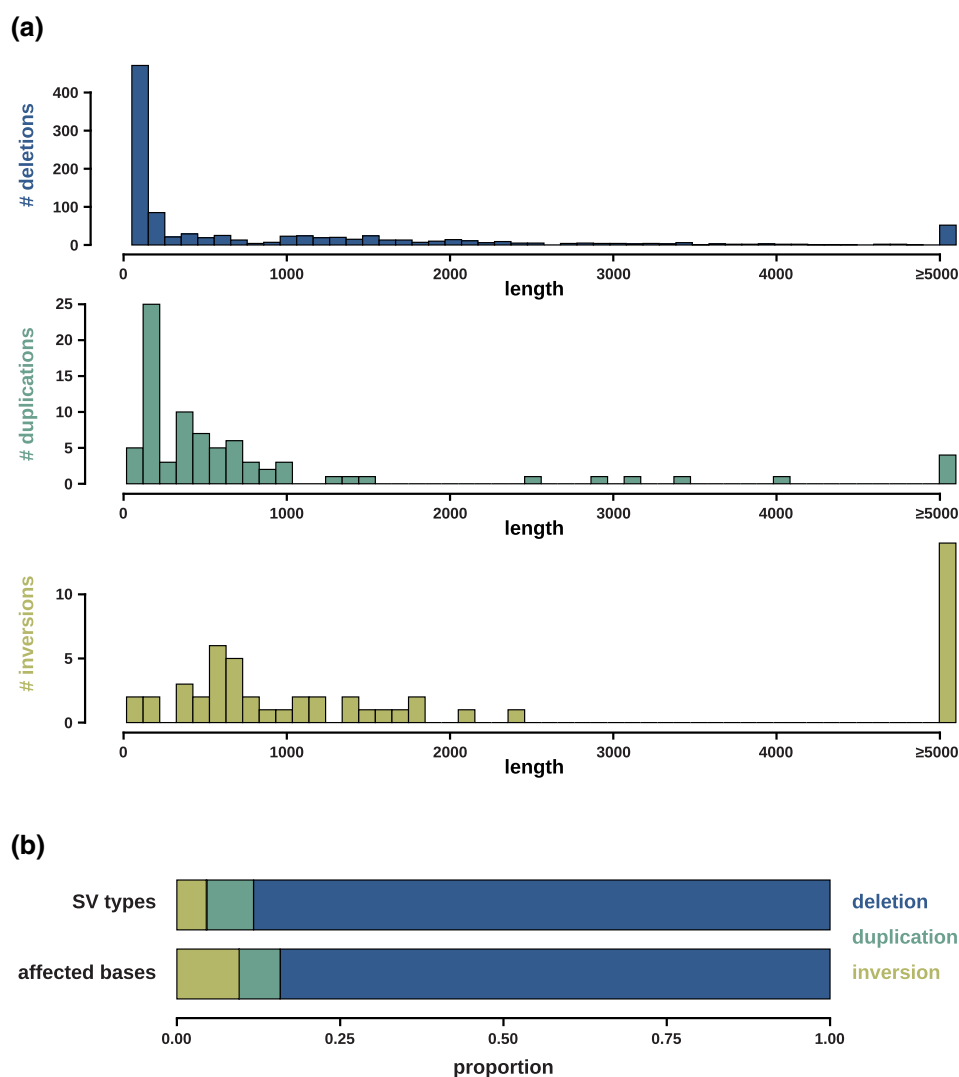 (a)
# deletions
400
300
200
100
0
0 1000 2000 3000 4000 ≥5000
length
# duplications
25
20
15
10
5
0
0 1000 2000 3000 4000 ≥5000
length
# inversions
10
5
0
0 1000 2000 3000 4000 ≥5000
length
(b)
SV types
deletion
duplication
affected bases
inversion
0.00 0.25 0.50 0.75 1.00
proportion